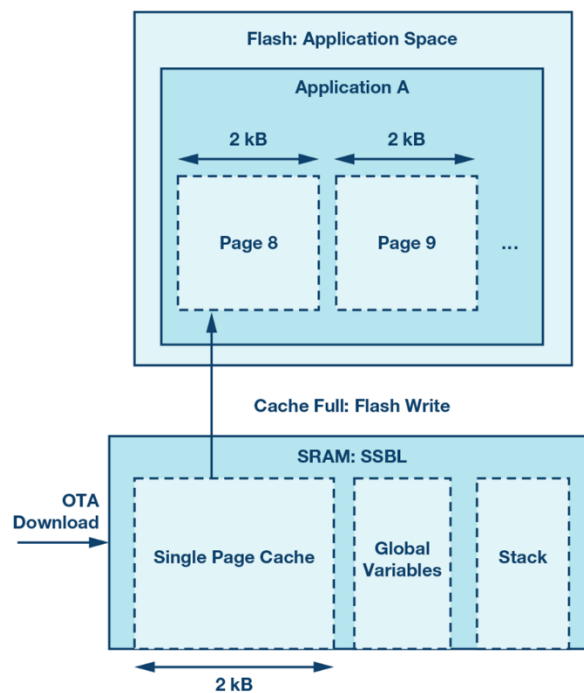 Flash: Application Space
Application A
2 kB
2 kB
Page 8
Page 9
...
Cache Full: Flash Write
SRAM: SSBL
OTA
Download
Single Page Cache
Global
Variables
Stack
2 kB